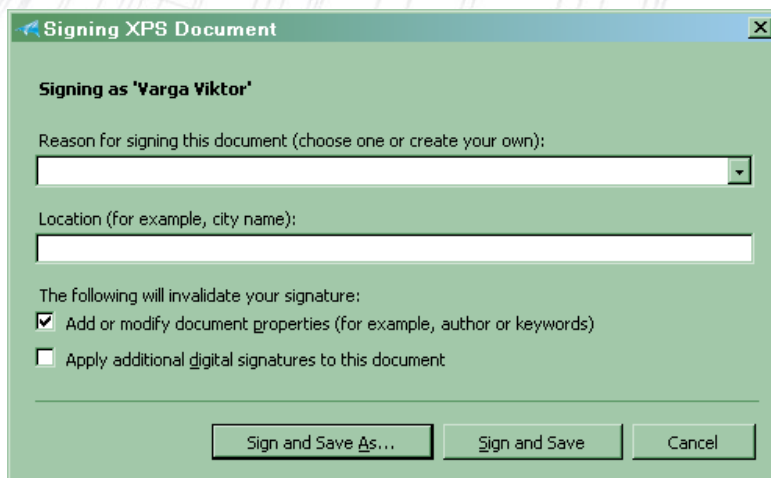 Signing XPS Document
Signing as 'Varga Viktor'
Reason for signing this document (choose one or create your own):
Location (for example, city name):
The following will invalidate your signature:
Add or modify document properties (for example, author or keywords)
Apply additional digital signatures to this document
Sign and Save As... Sign and Save Cancel